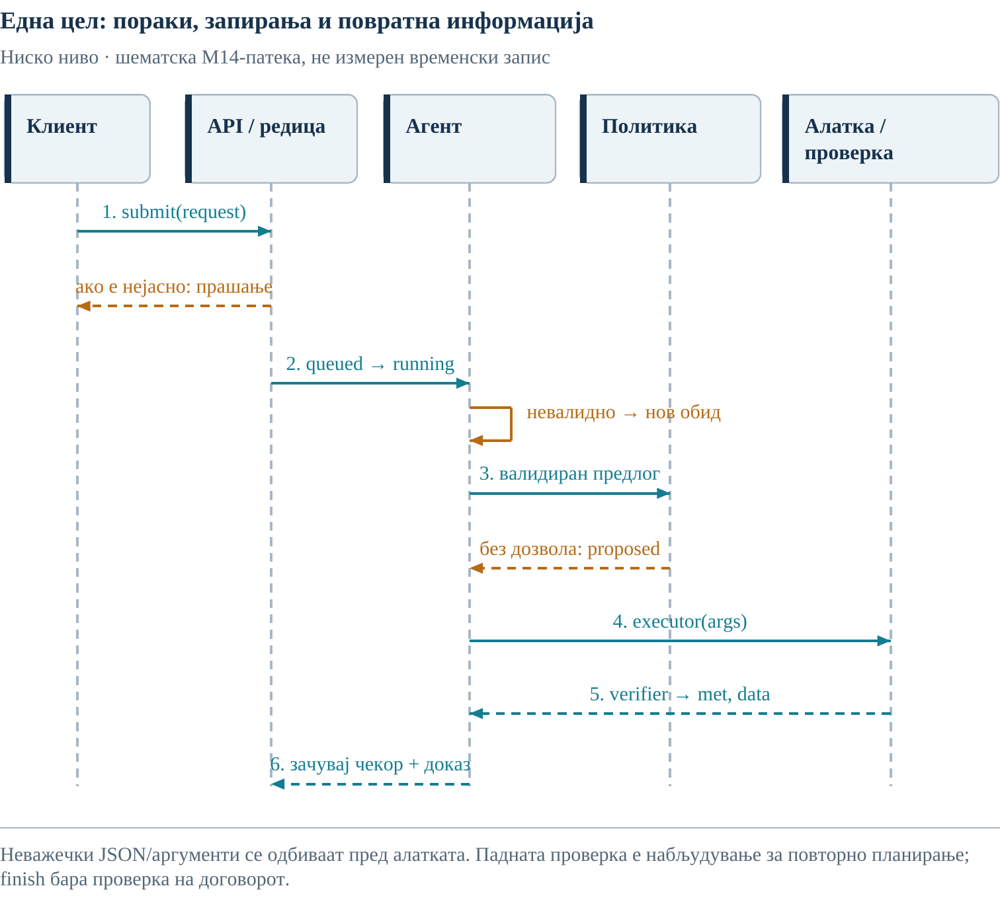 Една цел: пораки, запирања и повратна информација
Ниско ниво · шематска M14-патека, не измерен временски запис
Клиент
API / редица
Агент
Политика
Алатка /
проверка
1. submit(request)
ако е нејасно: прашање
2. queued → running
невалидно → нов обид
3. валидиран предлог
без дозвола: proposed
4. executor(args)
5. verifier → met, data
6. зачувај чекор + доказ
Неважечки JSON/аргументи се одбиваат пред алатката. Падната проверка е набљудување за повторно планирање;
finish бара проверка на договорот.